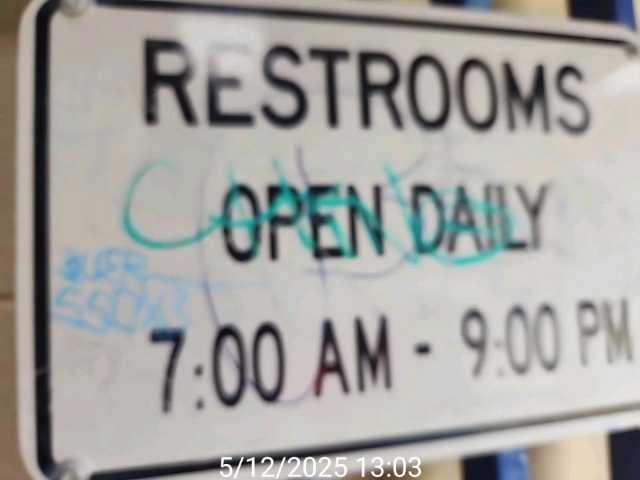 RESTROOMS
OPEN DAILY
7:00 AM - 9:00 PM
5/12/2025 13:03